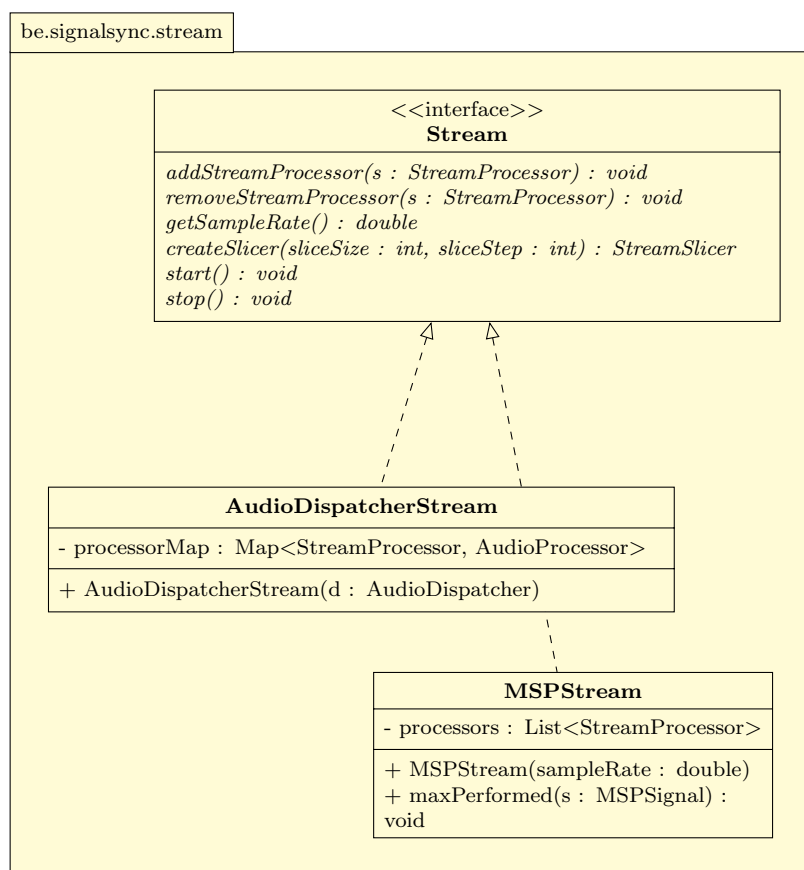 be.signalsync.stream
<<interface>>
Stream
addStreamProcessor(s : StreamProcessor) : void
removeStreamProcessor(s : StreamProcessor) : void
getSampleRate() : double
createSlicer(sliceSize : int, sliceStep : int) : StreamSlicer
start() : void
stop() : void
AudioDispatcherStream
- processorMap : Map<StreamProcessor, AudioProcessor>
+ AudioDispatcherStream(d : AudioDispatcher)
MSPStream
- processors : List<StreamProcessor>
+ MSPStream(sampleRate : double)
+ maxPerformed(s : MSPSignal) :
void